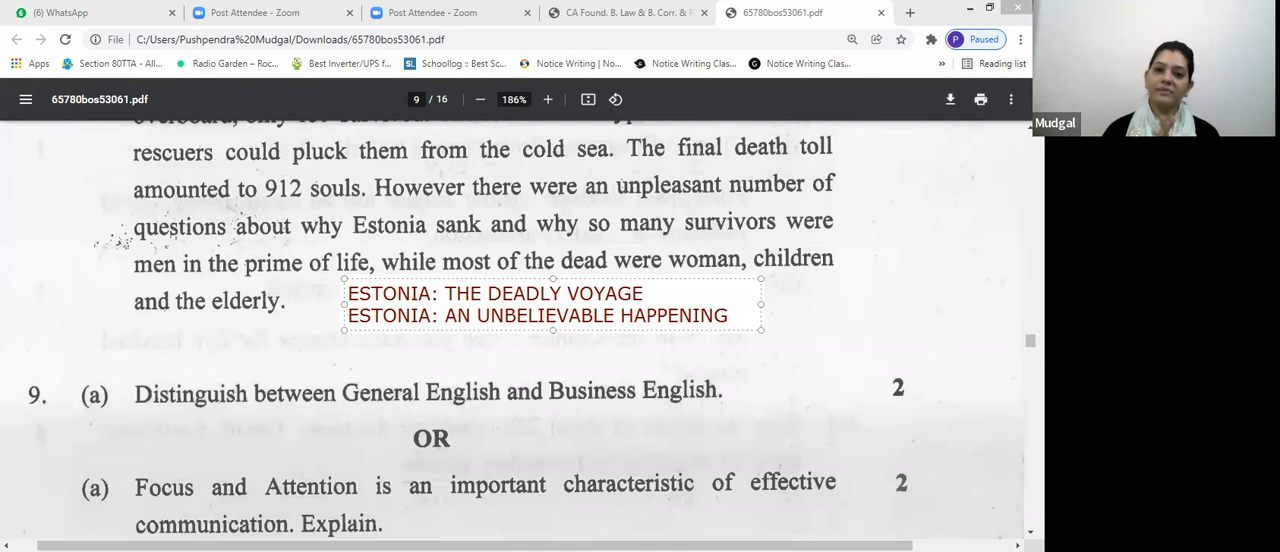 (6) WhatsApp
Post Attendee - Zoom
Post Attendee - Zoom
CA Found. B. Law & B. Corr. & R
65780bos53061.pdf
File
C:/Users/Pushpendra%20Mudgal/Downloads/65780bos53061.pdf
P Paused
Apps
Section 80TTA - All...
Radio Garden – Roc...
Best Inverter/UPS f...
SL Schoollog :: Best Sc...
Notice Writing | No...
Notice Writing Clas...
Notice Writing Clas...
»
Reading list
65780bos53061.pdf
9 / 16
186%
Mudgal
rescuers could pluck them from the cold sea. The final death toll
amounted to 912 souls. However there were an unpleasant number of
questions about why Estonia sank and why so many survivors were
men in the prime of life, while most of the dead were woman, children
and the elderly.
ESTONIA: THE DEADLY VOYAGE
ESTONIA: AN UNBELIEVABLE HAPPENING
9. (a) Distinguish between General English and Business English. 2
OR
(a) Focus and Attention is an important characteristic of effective 2
communication. Explain.